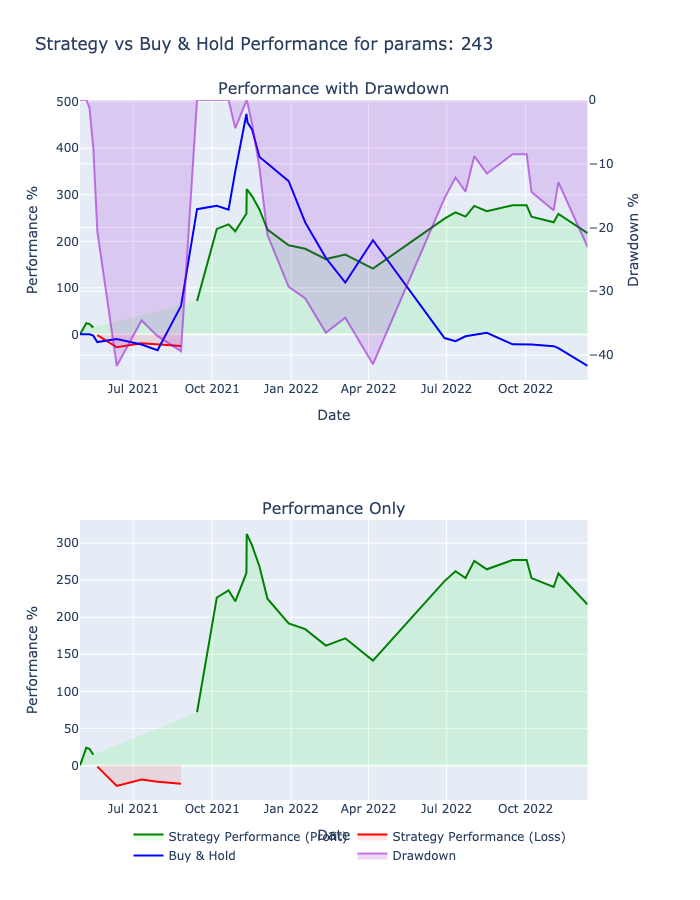 Strategy vs Buy & Hold Performance for params: 243
Performance with Drawdown
500
400
300
200
100
0
Performance %
0
−10
−20
−30
−40
Drawdown %
Jul 2021
Oct 2021
Jan 2022
Apr 2022
Jul 2022
Oct 2022
Date
Performance Only
300
250
200
150
100
50
0
Performance %
Jul 2021
Oct 2021
Jan 2022
Apr 2022
Jul 2022
Oct 2022
Date
Strategy Performance (Profit)
Strategy Performance (Loss)
Buy & Hold
Drawdown